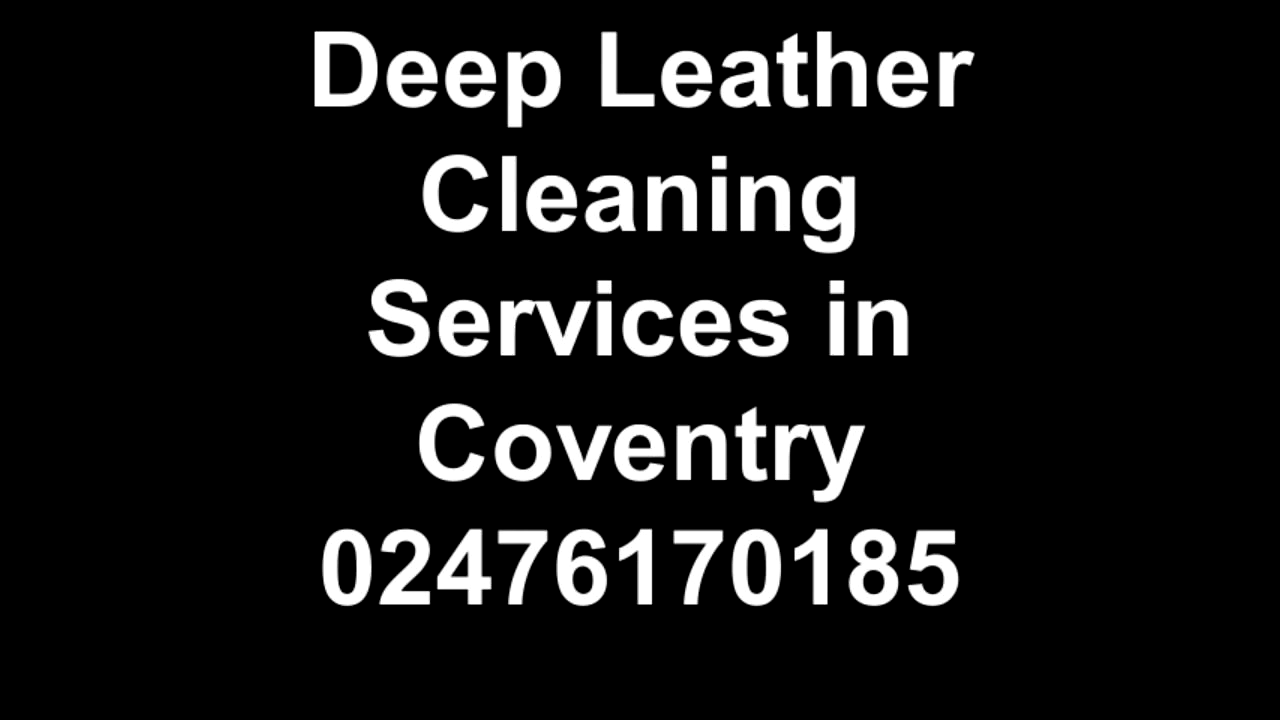 Deep Leather
Cleaning
Services in
Coventry
02476170185